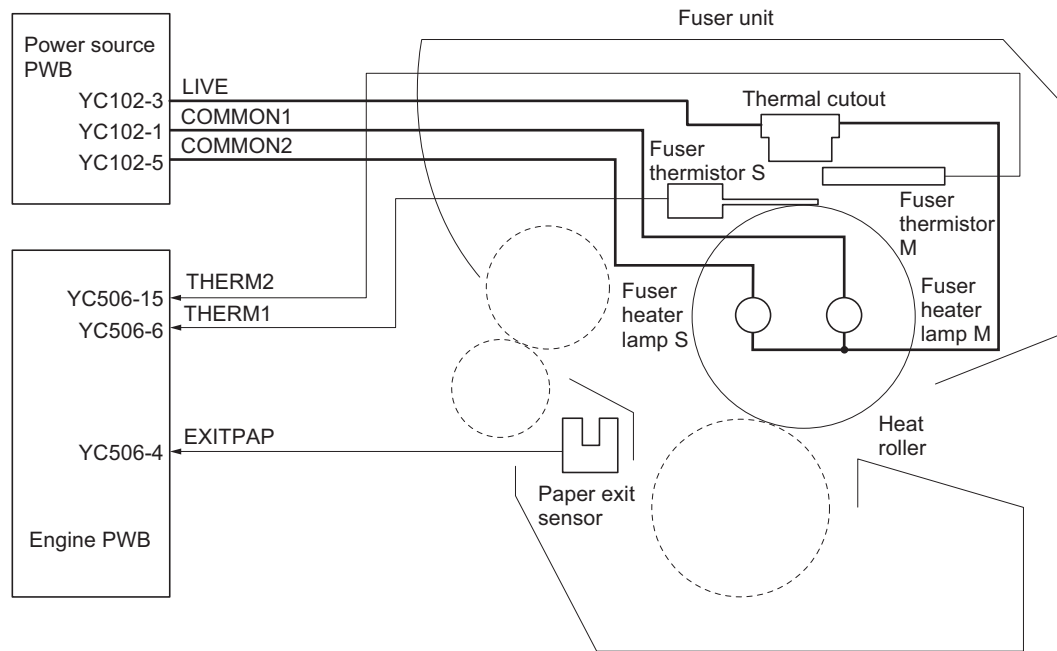 Fuser unit
Power source
PWB
YC102-3
LIVE
YC102-1
COMMON1
YC102-5
COMMON2
Thermal cutout
Fuser
thermistor S
Fuser
thermistor
M
YC506-15
THERM2
YC506-6
THERM1
Fuser
heater
lamp S
Fuser
heater
lamp M
YC506-4
EXITPAP
Paper exit
sensor
Heat
roller
Engine PWB